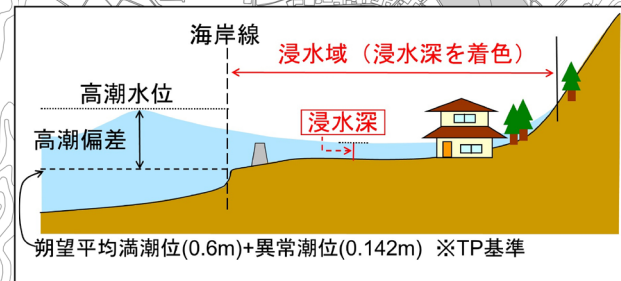 海岸線
浸水域（浸水深を着色）
高潮水位
高潮偏差
浸水深
朔望平均満潮位(0.6m)+異常潮位(0.142m) ※TP基準